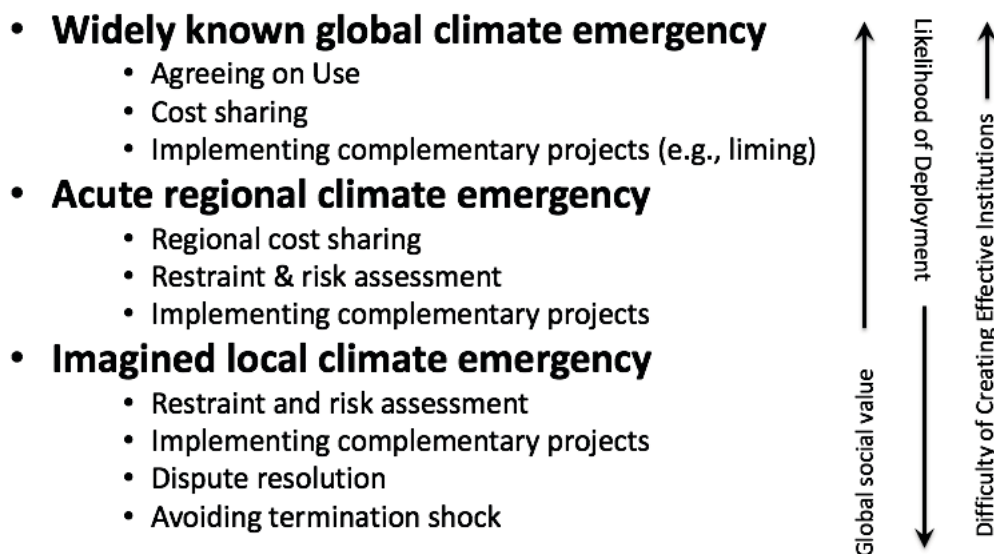 • Widely known global climate emergency
• Agreeing on Use
• Cost sharing
• Implementing complementary projects (e.g., liming)
• Acute regional climate emergency
• Regional cost sharing
• Restraint & risk assessment
• Implementing complementary projects
• Imagined local climate emergency
• Restraint and risk assessment
• Implementing complementary projects
• Dispute resolution
• Avoiding termination shock
Global social value
Likelihood of Deployment
Difficulty of Creating Effective Institutions